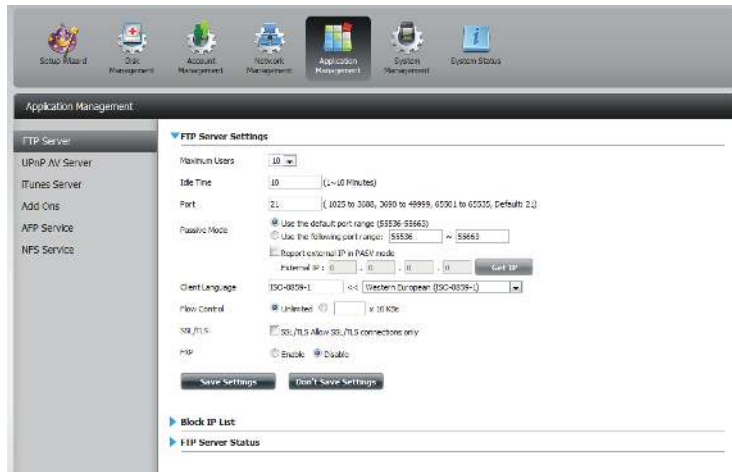 Setup Wizard
Disk Management
Account Management
Network Management
Application Management
System Management
System Status
Application Management
FTP Server
UPnP AV Server
iTunes Server
Add Ons
AFP Service
NFS Service
FTP Server Settings
Maximum Users 10
Idle Time 10 (1~10 Minutes)
Port 21 ( 1025 to 3688, 3690 to 49999, 65501 to 65535, Default: 21)
Passive Mode Use the default port range (55536-55663)
Use the following port range: 55536 ~ 55663
Report external IP in PASV mode
External IP : 0 . 0 . 0 . 0 Get IP
Client Language ISO-8859-1 << Western European (ISO-8859-1)
Flow Control Unlimited x 10 KB/s
SSL/TLS SSL/TLS Allow SSL/TLS connections only
FXP Enable Disable
Save Settings Don't Save Settings
Block IP List
FTP Server Status